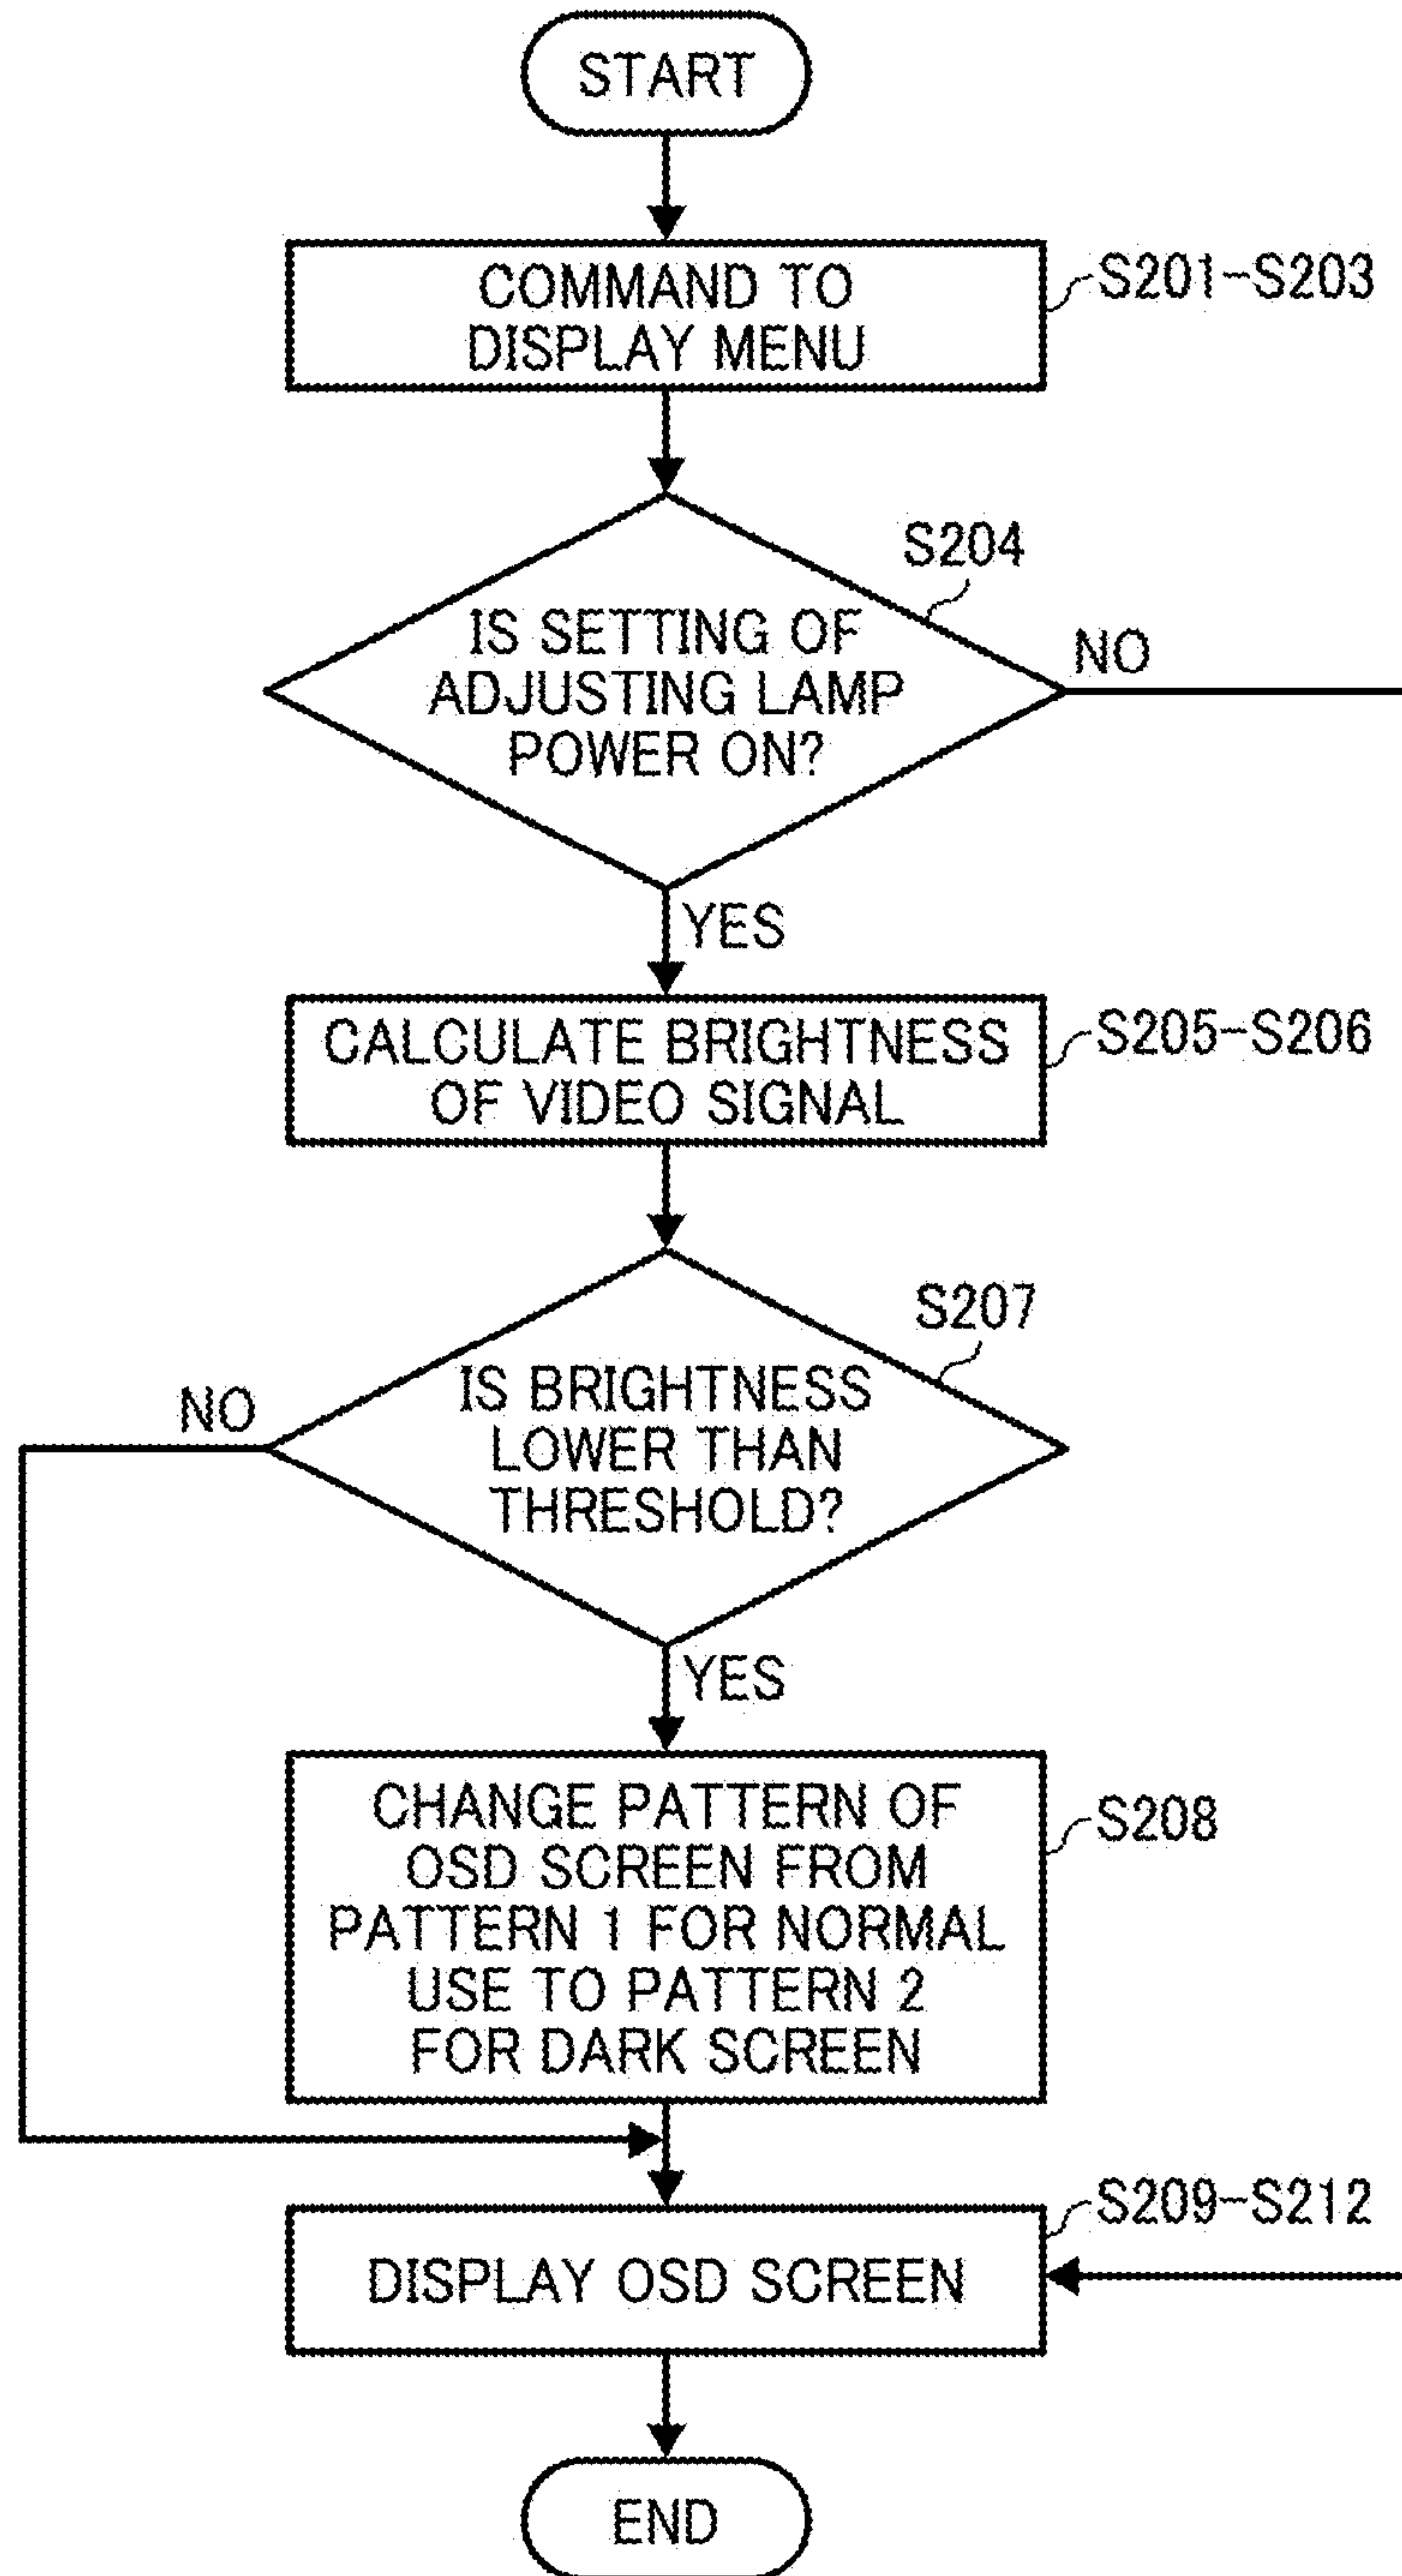 START
COMMAND TO
DISPLAY MENU
S201-S203
S204
IS SETTING OF
ADJUSTING LAMP
POWER ON?
NO
YES
CALCULATE BRIGHTNESS
OF VIDEO SIGNAL
S205-S206
S207
IS BRIGHTNESS
LOWER THAN
THRESHOLD?
NO
YES
CHANGE PATTERN OF
OSD SCREEN FROM
PATTERN 1 FOR NORMAL
USE TO PATTERN 2
FOR DARK SCREEN
S208
S209-S212
DISPLAY OSD SCREEN
END